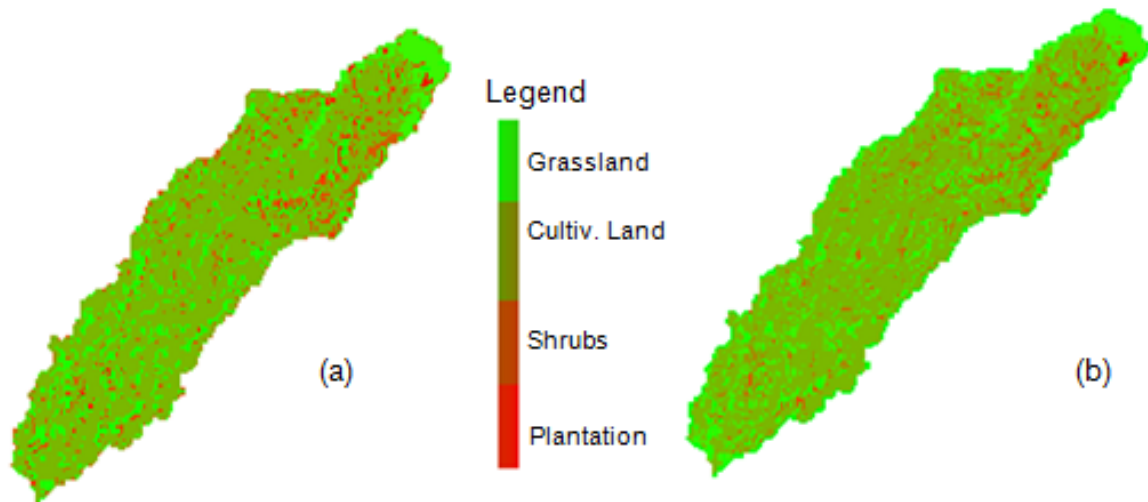 Legend
Grassland
Cultiv. Land
Shrubs
Plantation
(a)
(b)